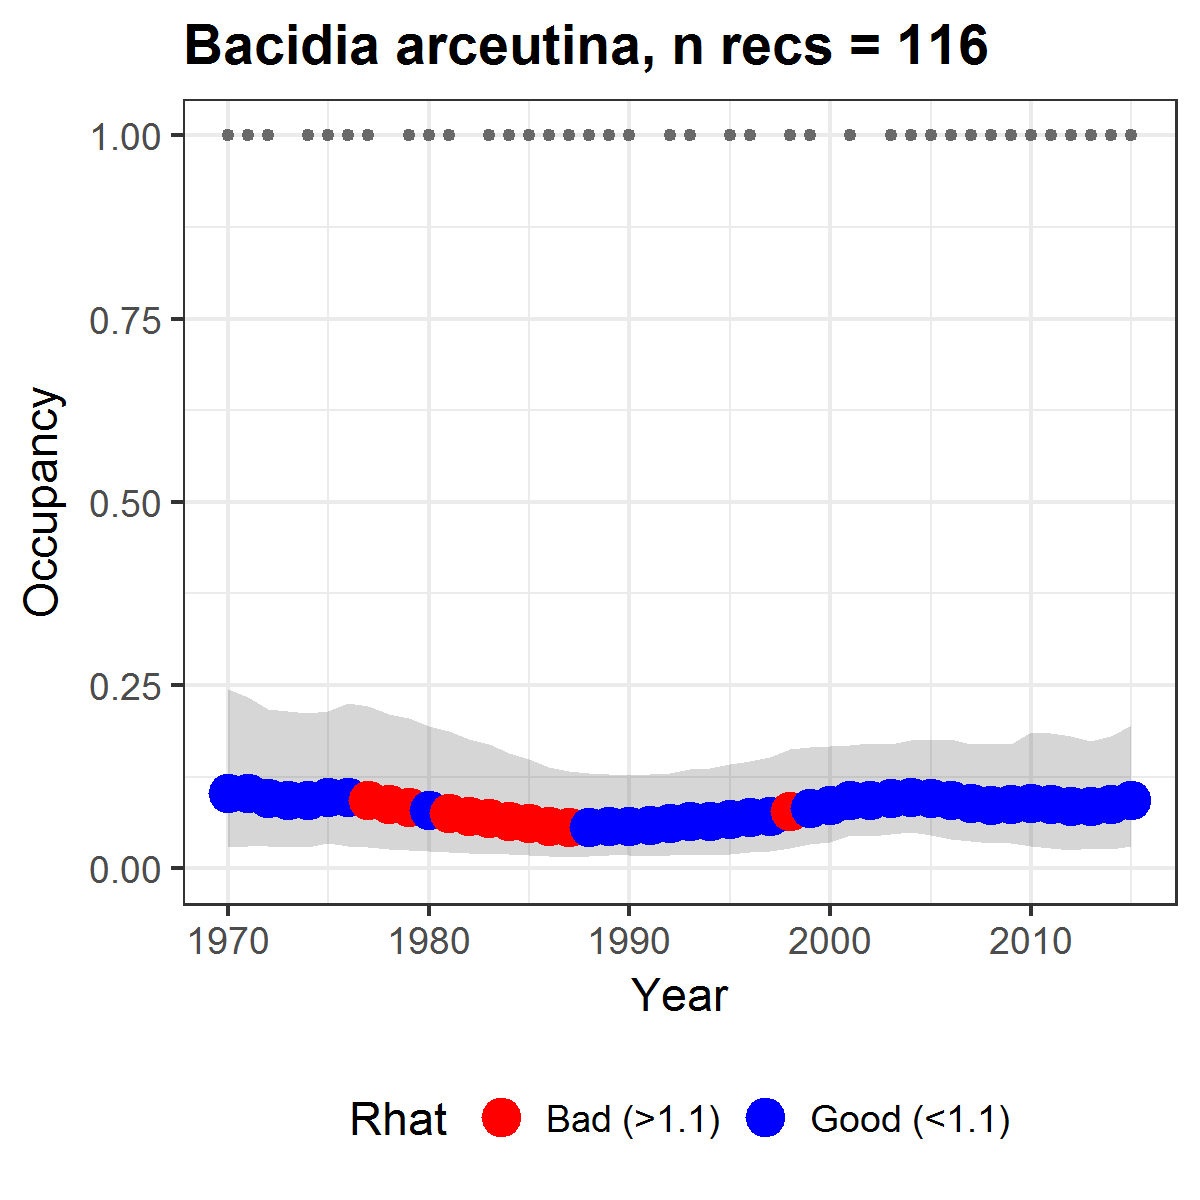 Bacidia arceutina, n recs = 116
1.00
0.75
0.50
0.25
0.00
Occupancy
1970 1980 1990 2000 2010
Year
Rhat Bad (>1.1) Good (<1.1)